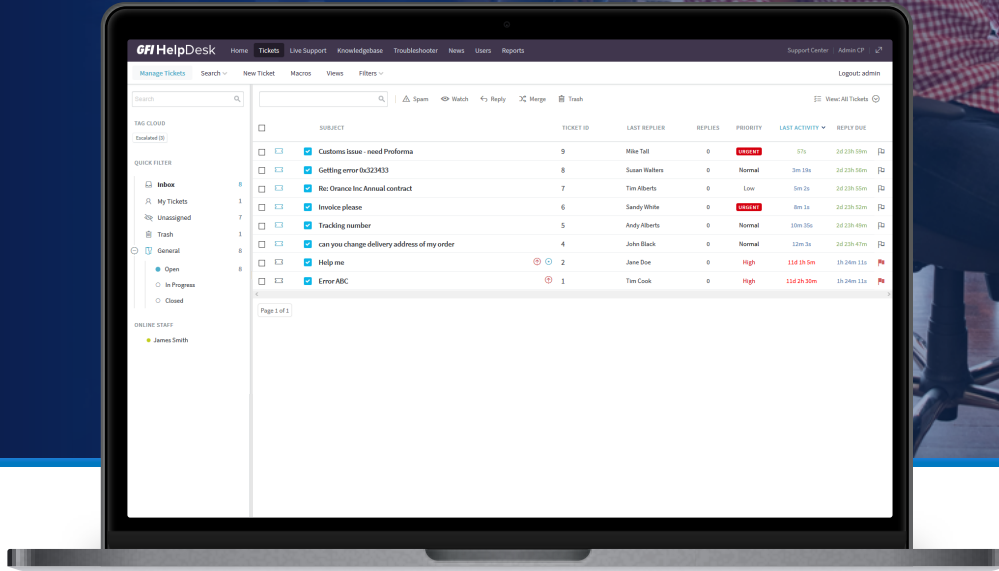 GFI HelpDesk Home Tickets Live Support Knowledgebase Troubleshooter News Users Reports Support Center Admin CP
Manage Tickets Search New Ticket Macros Views Filters Logout: admin
Search Spam Watch Reply Merge Trash View: All Tickets
TAG CLOUD
Escalated (3)
QUICK FILTER
Inbox 8
My Tickets 1
Unassigned 7
Trash 1
General 8
Open 8
In Progress
Closed
ONLINE STAFF
James Smith
SUBJECT TICKET ID LAST REPLIER REPLIES PRIORITY LAST ACTIVITY REPLY DUE
Customs issue - need Proforma 9 Mike Tall 0 URGENT 37s 2d 23h 59m
Getting error 0x323433 8 Susan Walters 0 Normal 3m 19s 2d 23h 56m
Re: Orance Inc Annual contract 7 Tim Alberts 0 Low 5m 2s 2d 23h 55m
Invoice please 6 Sandy White 0 URGENT 8m 1s 2d 23h 52m
Tracking number 5 Andy Alberts 0 Normal 10m 35s 2d 23h 49m
can you change delivery address of my order 4 John Black 0 Normal 12m 3s 2d 23h 47m
Help me 2 Jane Doe 0 High 11d 1h 5m 1h 24m 11s
Error ABC 1 Tim Cook 0 High 11d 2h 30m 1h 24m 11s
Page 1 of 1